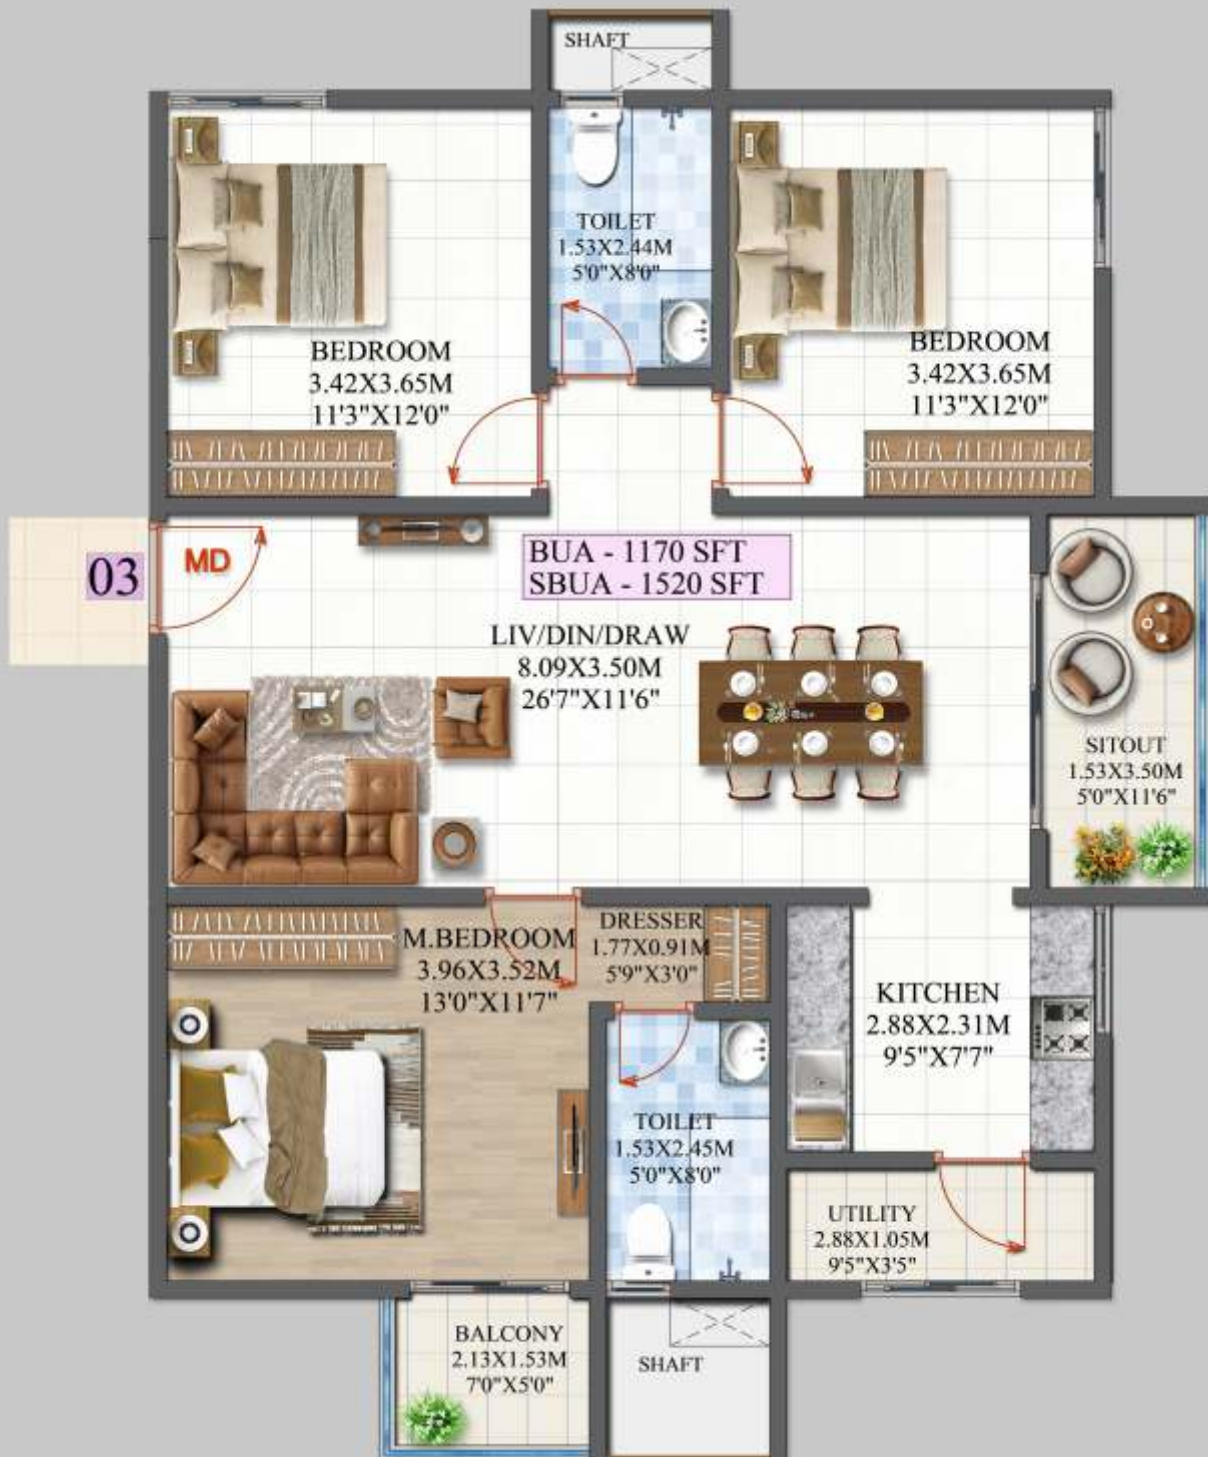 SHAFT
TOILET
1.53X2.44M
5'0"X8'0"
BEDROOM
3.42X3.65M
11'3"X12'0"
BEDROOM
3.42X3.65M
11'3"X12'0"
03
MD
BUA - 1170 SFT
SBUA - 1520 SFT
LIV/DIN/DRAW
8.09X3.50M
26'7"X11'6"
SITOUT
1.53X3.50M
5'0"X11'6"
M.BEDROOM
3.96X3.52M
13'0"X11'7"
DRESSER
1.77X0.91M
5'9"X3'0"
KITCHEN
2.88X2.31M
9'5"X7'7"
TOILET
1.53X2.45M
5'0"X8'0"
UTILITY
2.88X1.05M
9'5"X3'5"
BALCONY
2.13X1.53M
7'0"X5'0"
SHAFT